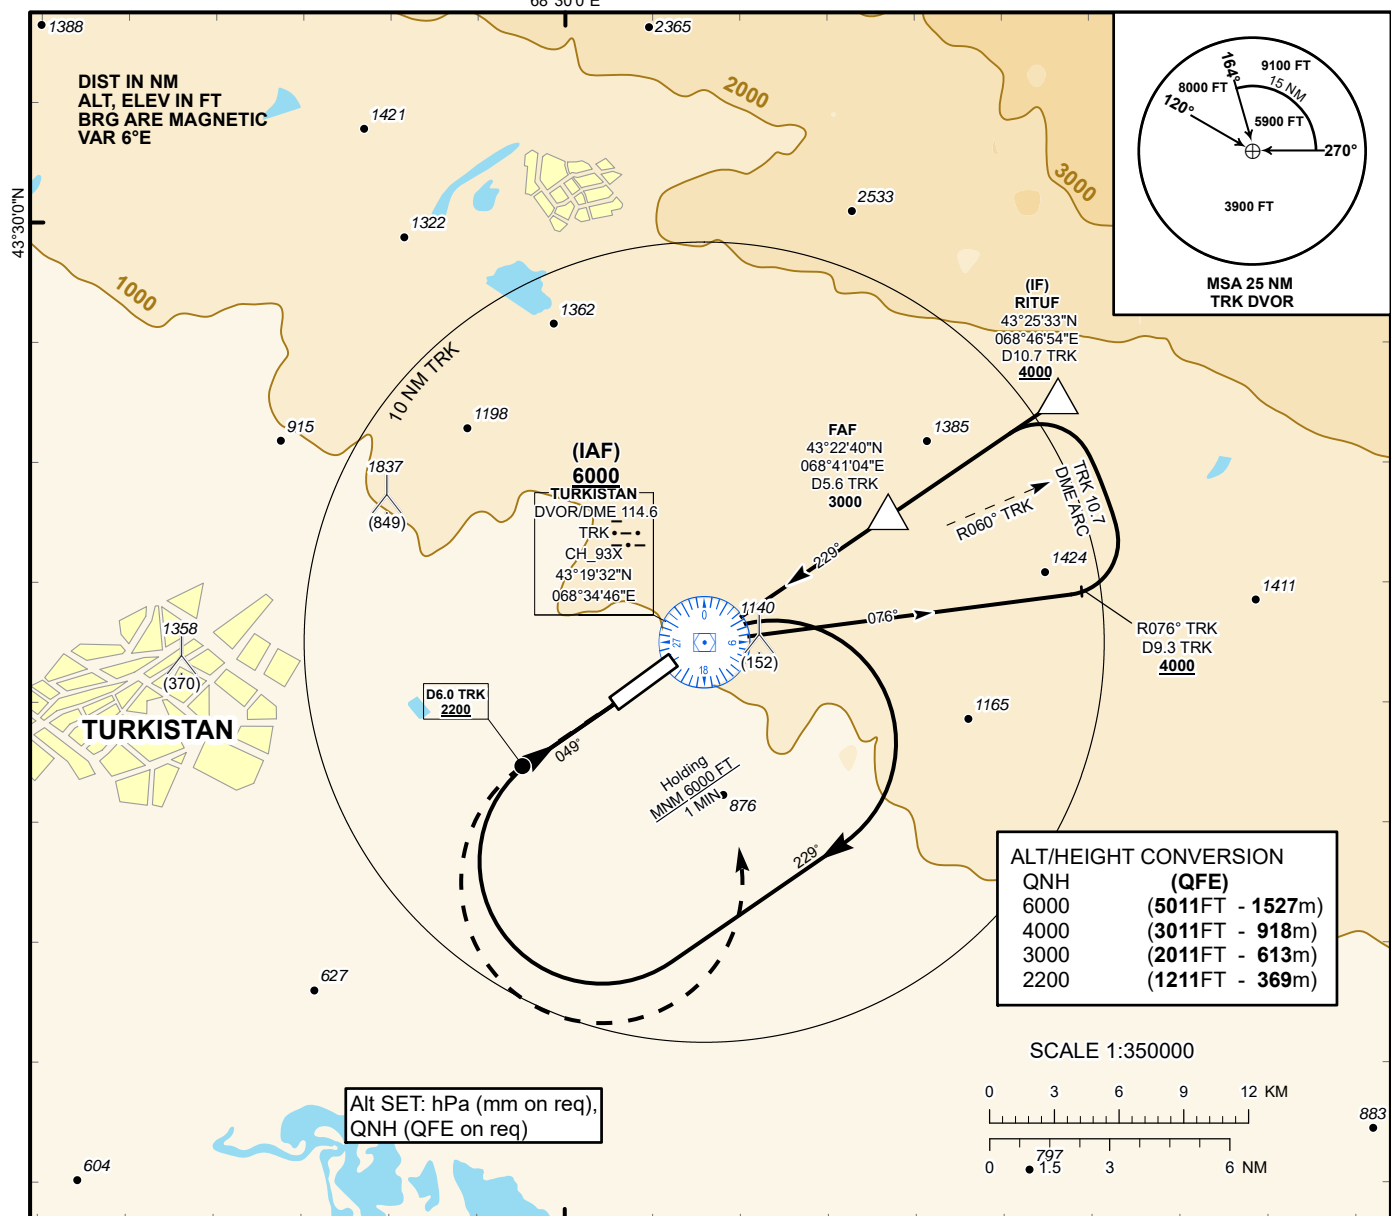 68°30'0"E
1388
2365
DIST IN NM
ALT, ELEV IN FT
BRG ARE MAGNETIC
VAR 6°E
1421
2000
3000
1322
2533
43°30'0"N
1000
1362
10 NM TRK
9100 FT
164°
8000 FT
15 NM
120°
5900 FT
270°
3900 FT
MSA 25 NM
TRK DVOR
(IF)
RITUF
43°25'33"N
068°46'54"E
D10.7 TRK
4000
915
1198
1385
FAF
43°22'40"N
068°41'04"E
D5.6 TRK
3000
1837
(849)
(IAF)
6000
TURKISTAN
DVOR/DME 114.6
TRK
CH 93X
43°19'32"N
068°34'46"E
TRK 10.7
DME ARC
R060° TRK
229°
1424
1411
076°
1140
(152)
0
9
18
27
R076° TRK
D9.3 TRK
4000
1358
(370)
TURKISTAN
D6.0 TRK
2200
049°
1165
Holding
MNM 6000 FT
1 MIN
876
229°
ALT/HEIGHT CONVERSION
QNH (QFE)
6000 (5011FT - 1527m)
4000 (3011FT - 918m)
3000 (2011FT - 613m)
2200 (1211FT - 369m)
627
SCALE 1:350000
0 3 6 9 12 KM
797
0 1.5 3 6 NM
883
Alt SET: hPa (mm on req),
QNH (QFE on req)
604